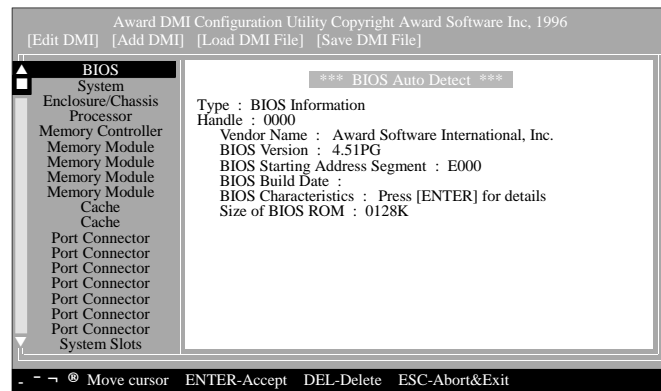 Award DMI Configuration Utility Copyright Award Software Inc, 1996
[Edit DMI] [Add DMI] [Load DMI File] [Save DMI File]
BIOS
System
Enclosure/Chassis
Processor
Memory Controller
Memory Module
Memory Module
Memory Module
Memory Module
Cache
Cache
Port Connector
Port Connector
Port Connector
Port Connector
Port Connector
Port Connector
Port Connector
System Slots
*** BIOS Auto Detect ***
Type : BIOS Information
Handle : 0000
Vendor Name : Award Software International, Inc.
BIOS Version : 4.51PG
BIOS Starting Address Segment : E000
BIOS Build Date :
BIOS Characteristics : Press [ENTER] for details
Size of BIOS ROM : 0128K
- ¯ ¬ ® Move cursor ENTER-Accept DEL-Delete ESC-Abort&Exit